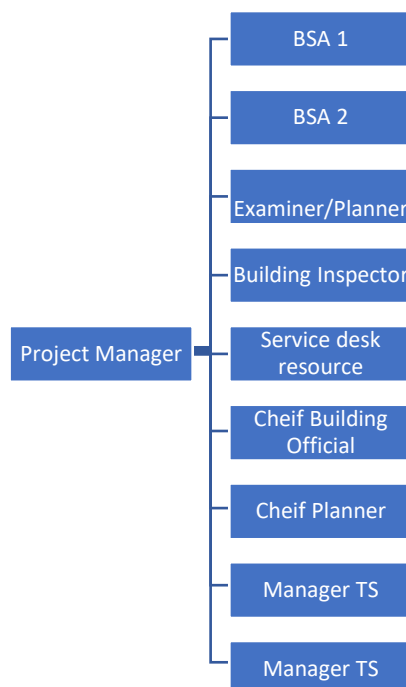 BSA 1
BSA 2
Examiner/Planner
Building Inspector
Project Manager
Service desk
resource
Cheif Building
Official
Cheif Planner
Manager TS
Manager TS